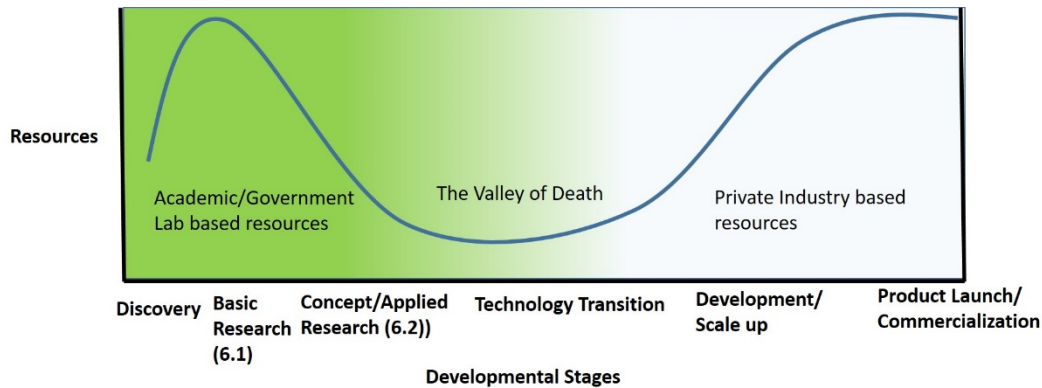 Resources
Academic/Government
Lab based resources
The Valley of Death
Private Industry based
resources
Discovery
Basic
Research
(6.1)
Concept/Applied
Research (6.2))
Technology Transition
Development/
Scale up
Product Launch/
Commercialization
Developmental Stages